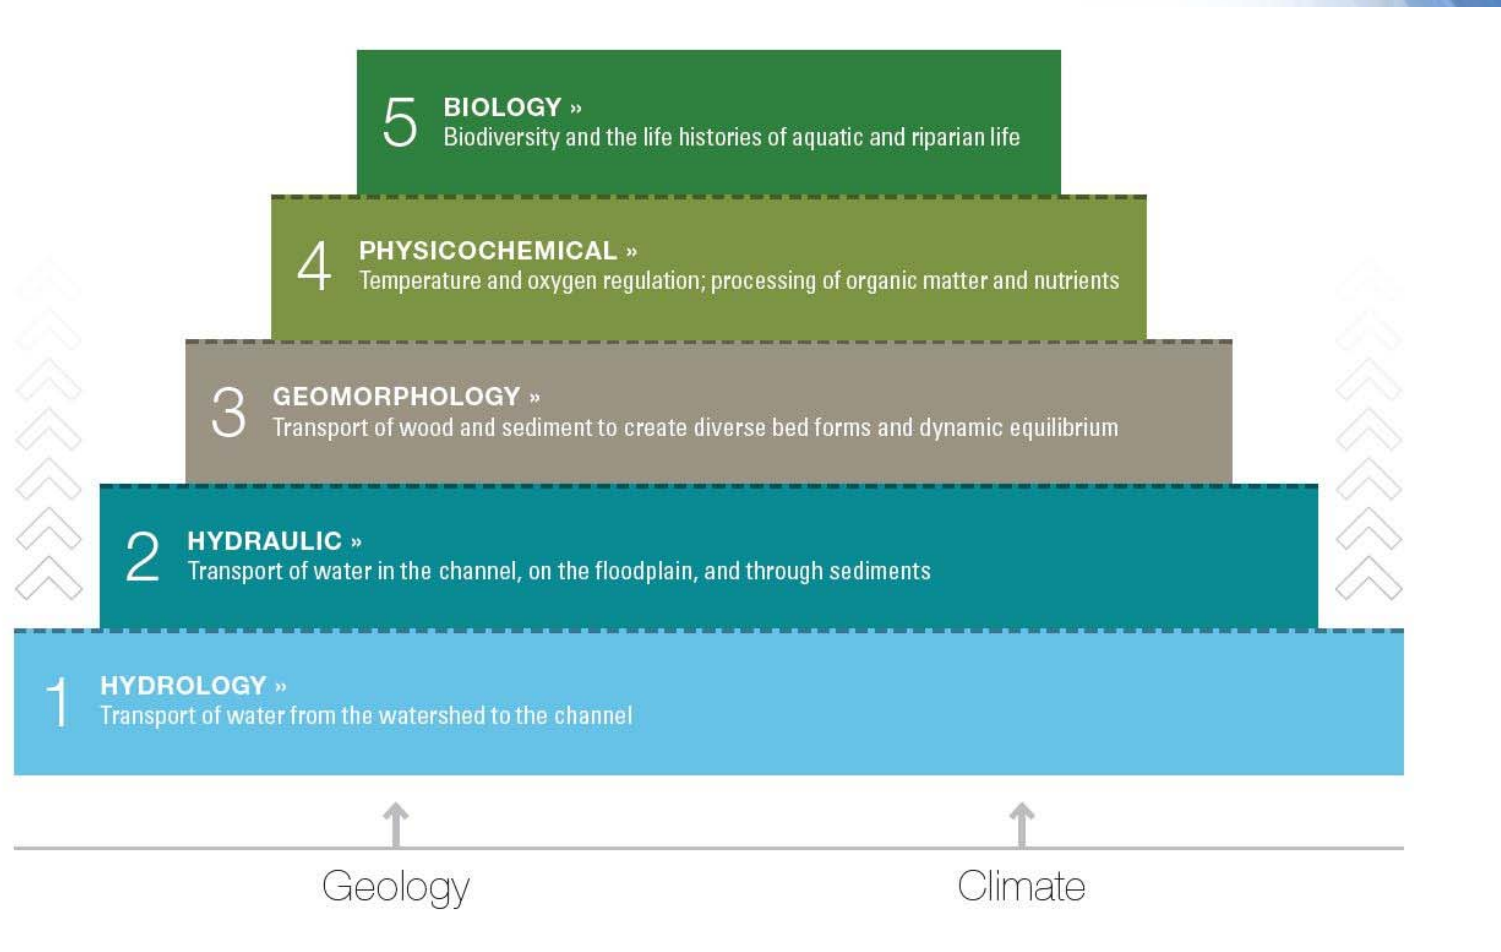 5
BIOLOGY »
Biodiversity and the life histories of aquatic and riparian life
4
PHYSICOCHEMICAL »
Temperature and oxygen regulation; processing of organic matter and nutrients
3
GEOMORPHOLOGY »
Transport of wood and sediment to create diverse bed forms and dynamic equilibrium
2
HYDRAULIC »
Transport of water in the channel, on the floodplain, and through sediments
1
HYDROLOGY »
Transport of water from the watershed to the channel
Geology
Climate